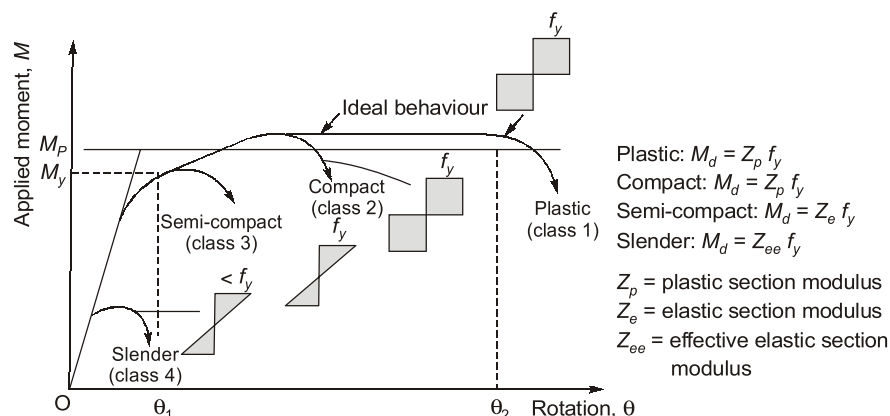 f_y
Ideal behaviour
Applied moment, M
M_P
M_y
f_y
Compact
(class 2)
Plastic
(class 1)
Semi-compact
(class 3)
f_y
< f_y
Slender
(class 4)
O
θ_1
θ_2
Rotation, θ
Plastic: M_d = Z_p f_y
Compact: M_d = Z_p f_y
Semi-compact: M_d = Z_e f_y
Slender: M_d = Z_ee f_y
Z_p = plastic section modulus
Z_e = elastic section modulus
Z_ee = effective elastic section
modulus